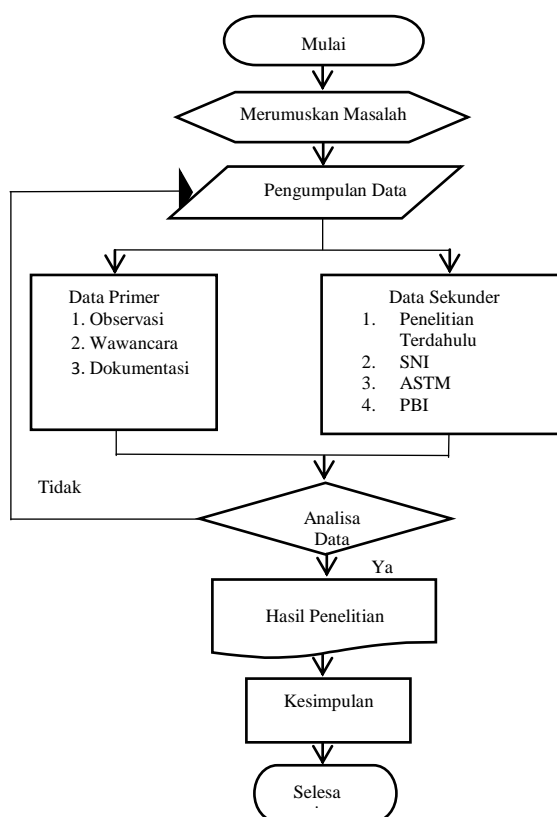 Mulai
Merumuskan Masalah
Pengumpulan Data
Data Primer
1. Observasi
2. Wawancara
3. Dokumentasi
Data Sekunder
1. Penelitian
Terdahulu
2. SNI
3. ASTM
4. PBI
Tidak
Analisa
Data
Ya
Hasil Penelitian
Kesimpulan
Selesa